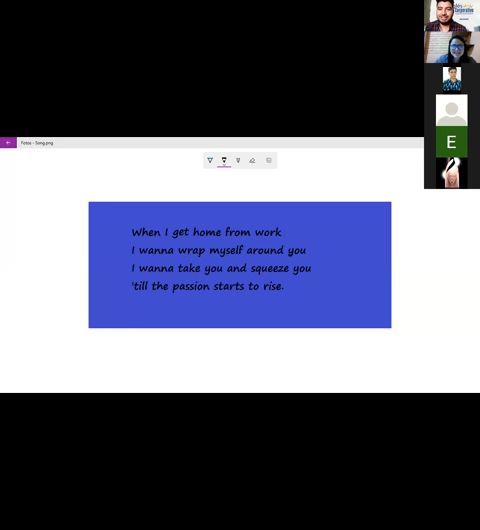 Fotos - Song.png
When I get home from work
I wanna wrap myself around you
I wanna take you and squeeze you
'till the passion starts to rise.
E